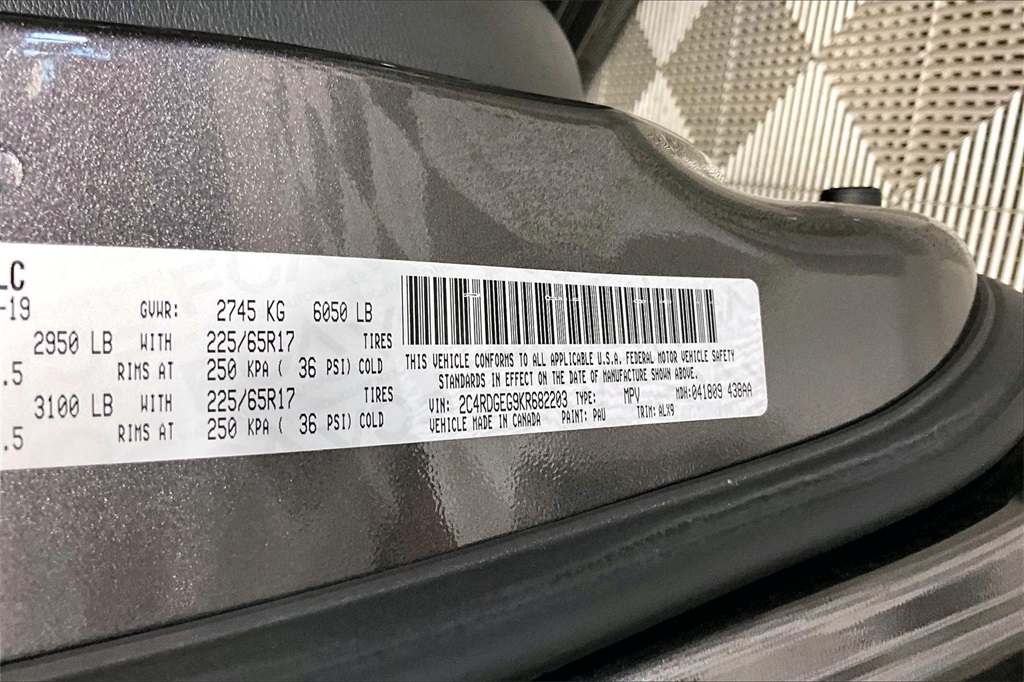 LC
-19 GVWR: 2745 KG 6050 LB
2950 LB WITH 225/65R17 TIRES
.5 RIMS AT 250 KPA ( 36 PSI) COLD
3100 LB WITH 225/65R17 TIRES
.5 RIMS AT 250 KPA ( 36 PSI) COLD
THIS VEHICLE CONFORMS TO ALL APPLICABLE U.S.A. FEDERAL MOTOR VEHICLE SAFETY
STANDARDS IN EFFECT ON THE DATE OF MANUFACTURE SHOWN ABOVE.
VIN: 2C4RDGEG9KR682203 TYPE: MPV MDH:041809 438AA
VEHICLE MADE IN CANADA PAINT: PAU TRIM: ALX9